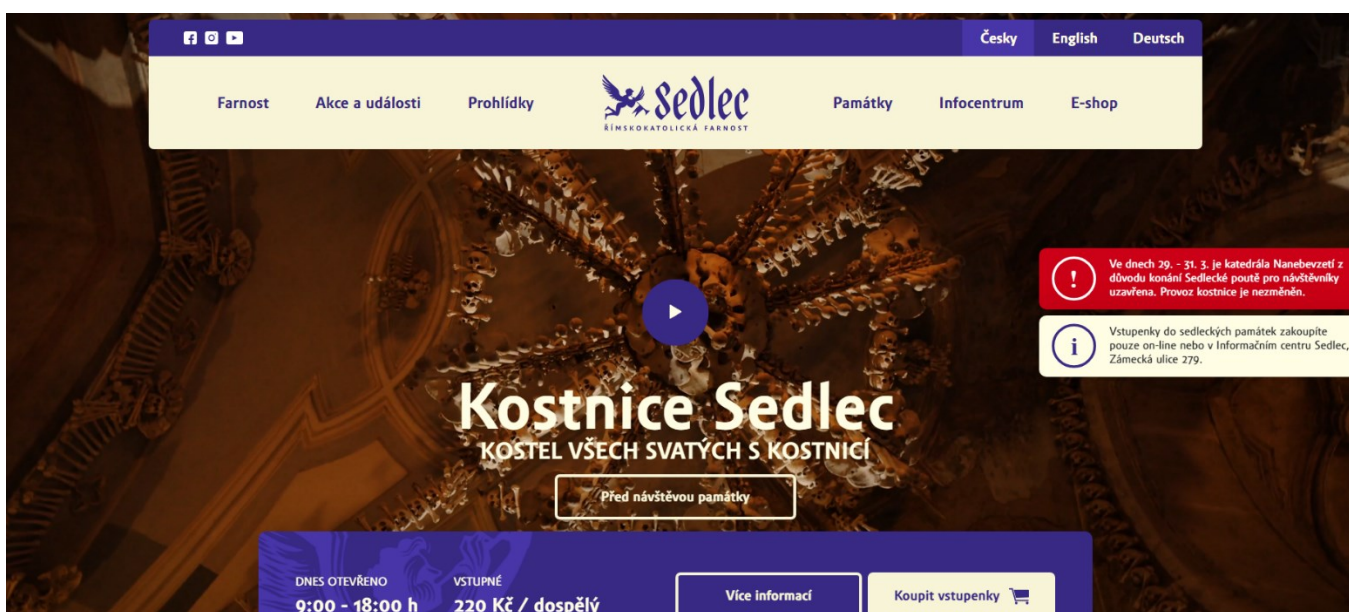 Česky English Deutsch
Farnost Akce a události Prohlídky Sedlec Památky Infocentrum E-shop
ŘÍMSKOKATOLICKÁ FARNOST
Ve dnech 29. - 31. 3. je katedrála Nanebevzetí z
důvodu konání Sedlecké poutě pro návštěvníky
uzavřena. Provoz kostnice je nezměněn.
Vstupenky do sedleckých památek zakoupíte
pouze on-line nebo v Informačním centru Sedlec,
Zámecká ulice 279.
Kostnice Sedlec
KOSTEL VŠECH SVATÝCH S KOSTNICÍ
Před návštěvou památky
DNES OTEVŘENO VSTUPNÉ
9:00 - 18:00 h 220 Kč / dospělý
Více informací Koupit vstupenky